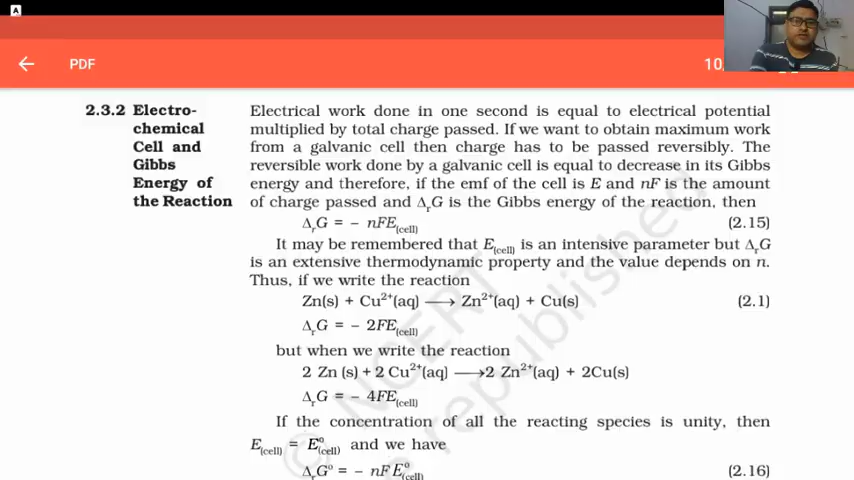 A
PDF
10
2.3.2 Electro-
chemical
Cell and
Gibbs
Energy of
the Reaction
Electrical work done in one second is equal to electrical potential
multiplied by total charge passed. If we want to obtain maximum work
from a galvanic cell then charge has to be passed reversibly. The
reversible work done by a galvanic cell is equal to decrease in its Gibbs
energy and therefore, if the emf of the cell is E and nF is the amount
of charge passed and ΔrG is the Gibbs energy of the reaction, then
ΔrG = – nFE(cell) (2.15)
It may be remembered that E(cell) is an intensive parameter but ΔrG
is an extensive thermodynamic property and the value depends on n.
Thus, if we write the reaction
Zn(s) + Cu²⁺(aq) ⟶ Zn²⁺(aq) + Cu(s) (2.1)
ΔrG = – 2FE(cell)
but when we write the reaction
2 Zn (s) + 2 Cu²⁺(aq) ⟶2 Zn²⁺(aq) + 2Cu(s)
ΔrG = – 4FE(cell)
If the concentration of all the reacting species is unity, then
E(cell) = E°(cell) and we have
ΔrG° = – nF E°(cell) (2.16)
© NCERT
republished